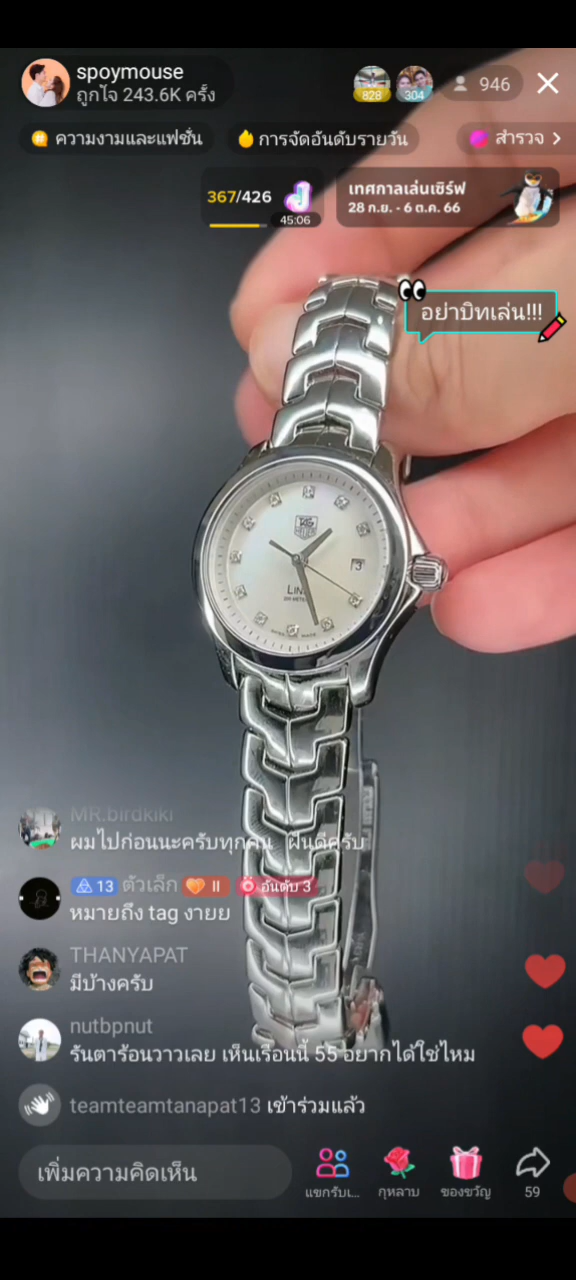 spoymouse
ถูกใจ 243.6K ครั้ง
828
304
946
ความงามและแฟชั่น
การจัดอันดับรายวัน
สำรวจ
367/426
45:06
เทศกาลเล่นเซิร์ฟ
28 ก.ย. - 6 ต.ค. 66
อย่าบิทเล่น!!!
TAG
HEUER
3
LIN
MR.birdkiki
ผมไปก่อนนะครับทุกคน ฝันดีครับ
13 ตัวเล็ก II อันดับ 3
หมายถึง tag งายย
THANYAPAT
มีบ้างครับ
nutbpnut
รันตาร้อนวาวเลย เห็นเรือนนี้ 55 อยากได้ใช่ไหม
teamteamtanapat13 เข้าร่วมแล้ว
เพิ่มความคิดเห็น
แขกรับเ...
กุหลาบ
ของขวัญ
59